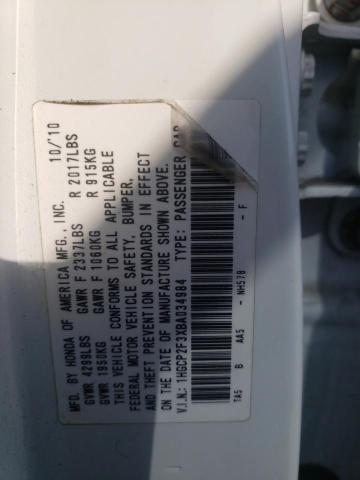 MFD. BY HONDA OF AMERICA MFG., INC. 10/10
GVWR 4299LBS GAWR F 2337LBS R 2017LBS
GVWR 1950KG GAWR F 1060KG R 915KG
THIS VEHICLE CONFORMS TO ALL APPLICABLE
FEDERAL MOTOR VEHICLE SAFETY, BUMPER,
AND THEFT PREVENTION STANDARDS IN EFFECT
ON THE DATE OF MANUFACTURE SHOWN ABOVE.
V.I.N.: 1HGCP2F3XBA034984 TYPE: PASSENGER CAR
TA5 B AA5 NH578 - F